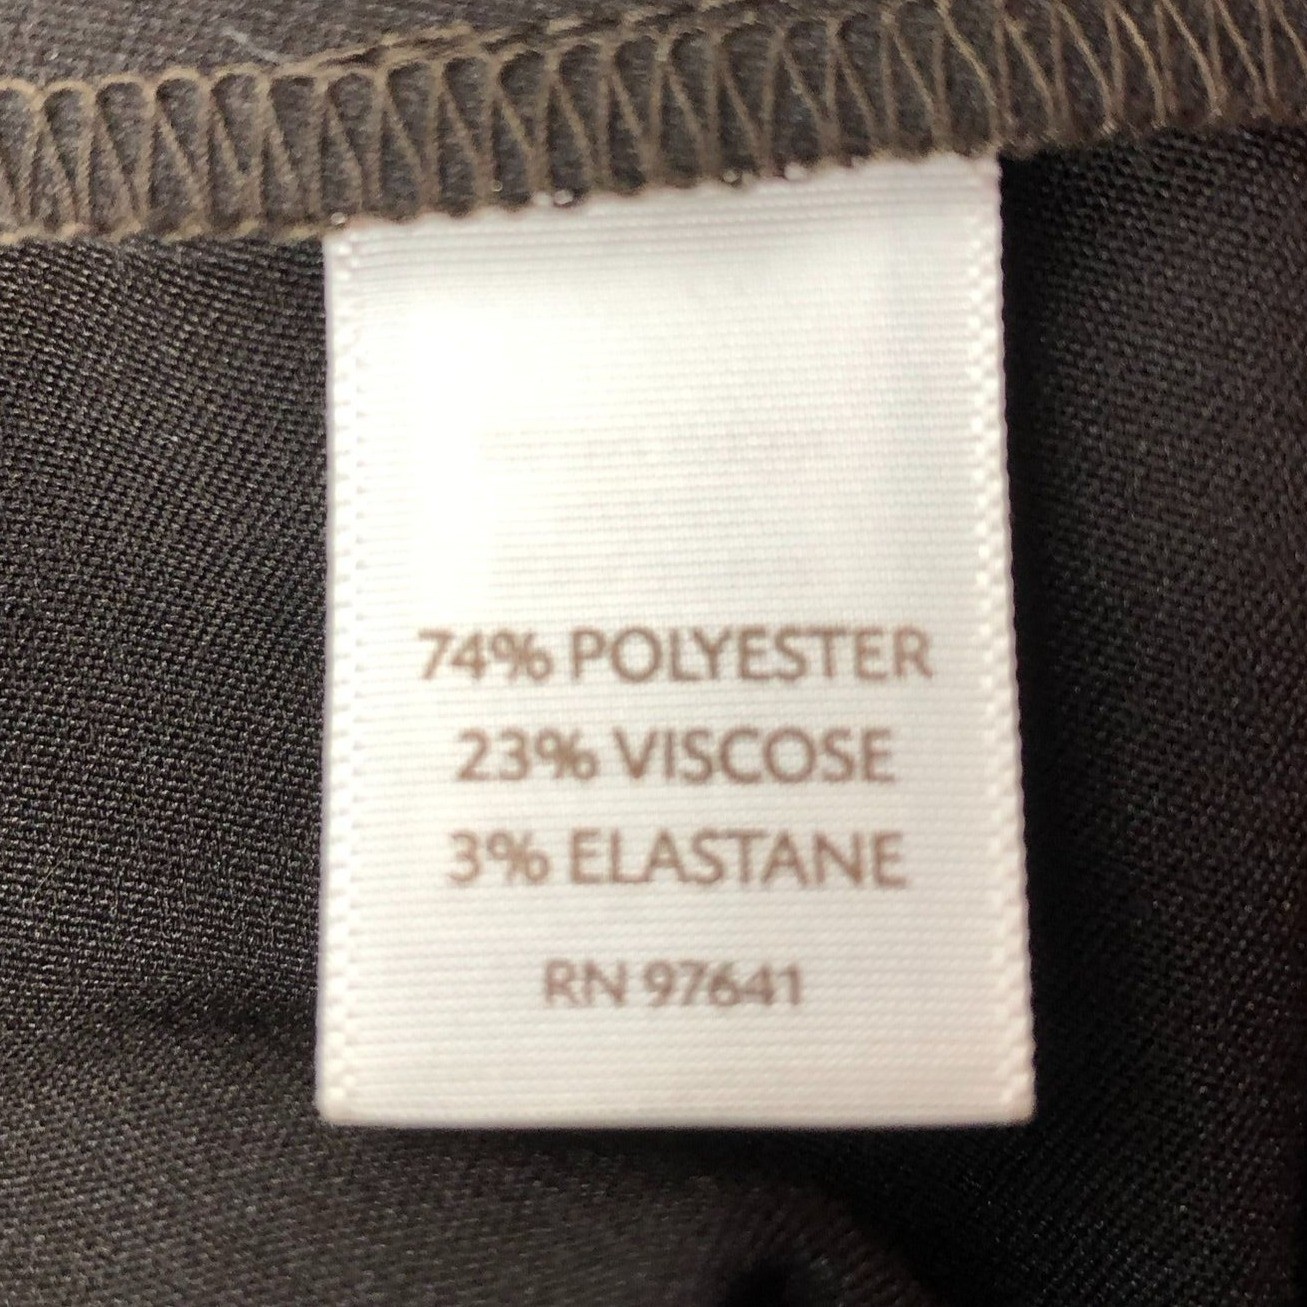 74% POLYESTER
23% VISCOSE
3% ELASTANE
RN 97641